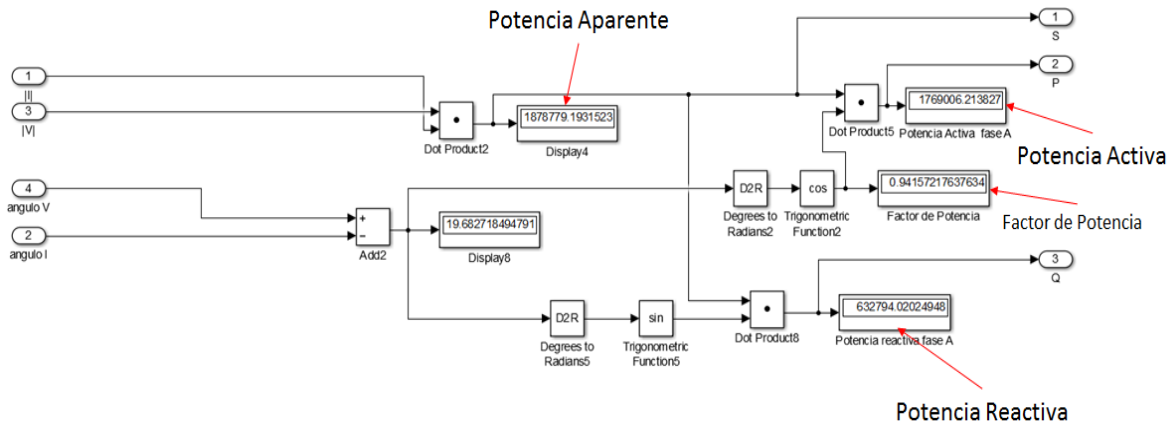 Potencia Aparente
1
S
2
P
1
|I|
3
|V|
Dot Product2
1878779.1931523
Display4
Dot Product5
1769006.213827
Potencia Activa fase A
Potencia Activa
4
angulo V
2
angulo I
+
−
Add2
19.682718494791
Display8
D2R
Degrees to
Radians2
cos
Trigonometric
Function2
0.94157217637634
Factor de Potencia
Factor de Potencia
3
Q
D2R
Degrees to
Radians5
sin
Trigonometric
Function5
Dot Product8
632794.02024948
Potencia reactiva fase A
Potencia Reactiva